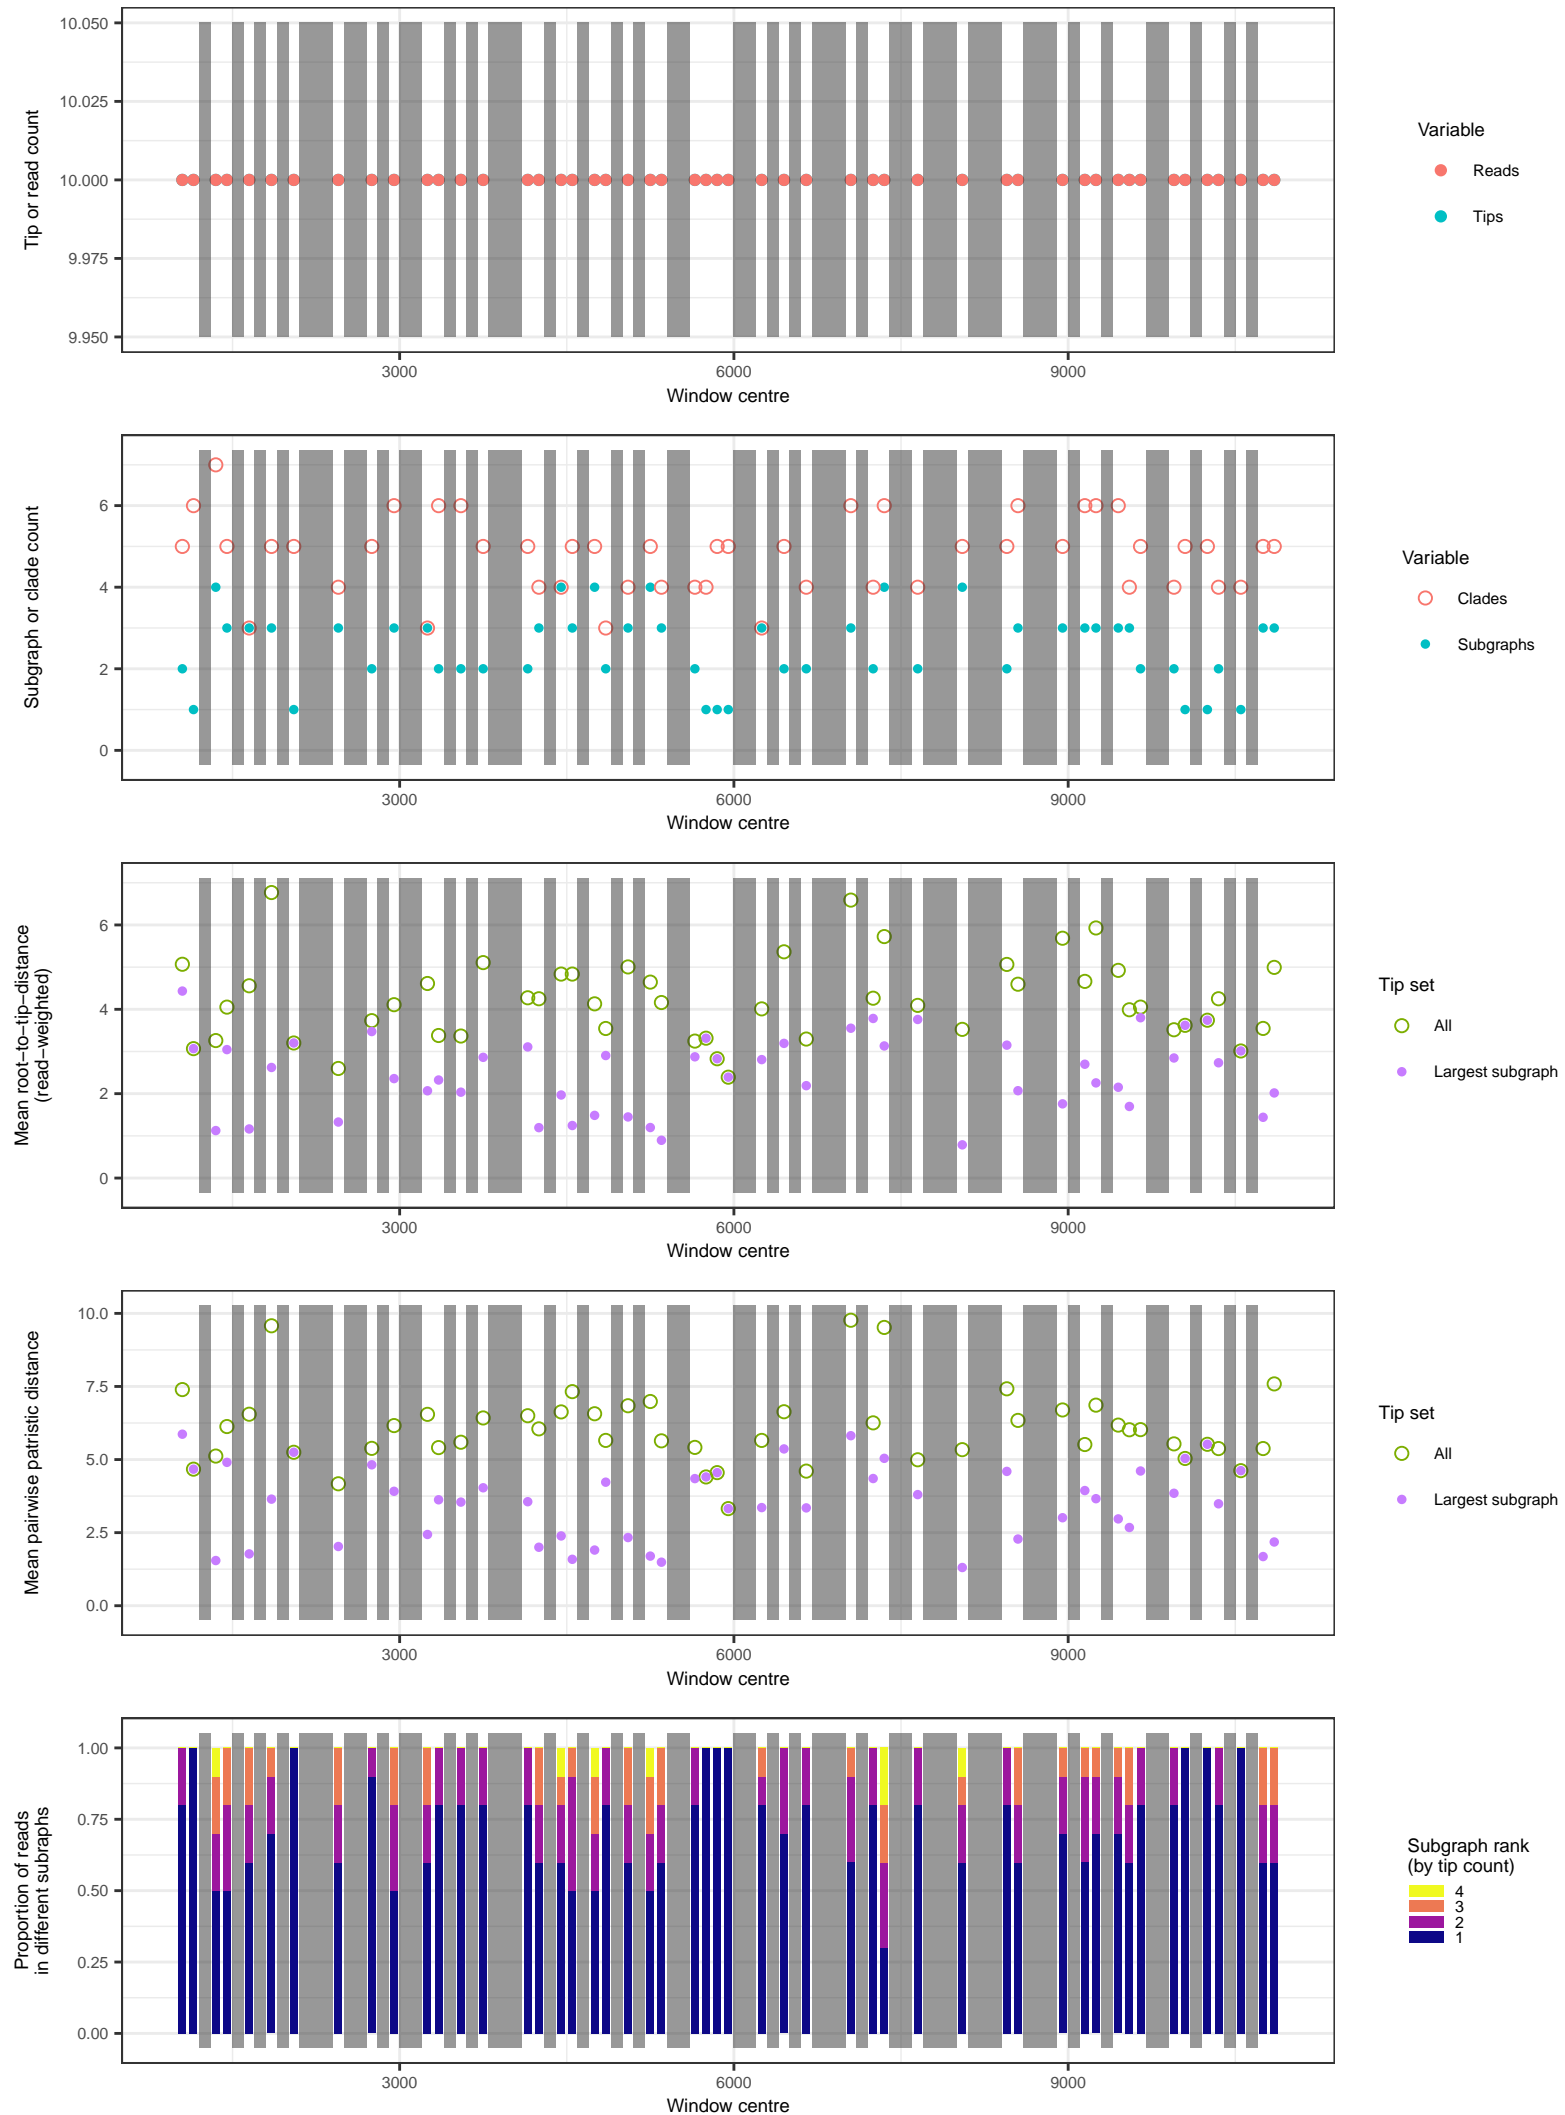 10.050
10.025
10.000
9.975
9.950
Tip or read count
3000
6000
9000
Window centre
Variable
Reads
Tips
6
4
2
0
Subgraph or clade count
3000
6000
9000
Window centre
Variable
Clades
Subgraphs
6
4
2
0
Mean root−to−tip−distance
(read−weighted)
3000
6000
9000
Window centre
Tip set
All
Largest subgraph
10.0
7.5
5.0
2.5
0.0
Mean pairwise patristic distance
3000
6000
9000
Window centre
Tip set
All
Largest subgraph
1.00
0.75
0.50
0.25
0.00
Proportion of reads
in different subraphs
3000
6000
9000
Window centre
Subgraph rank
(by tip count)
4
3
2
1